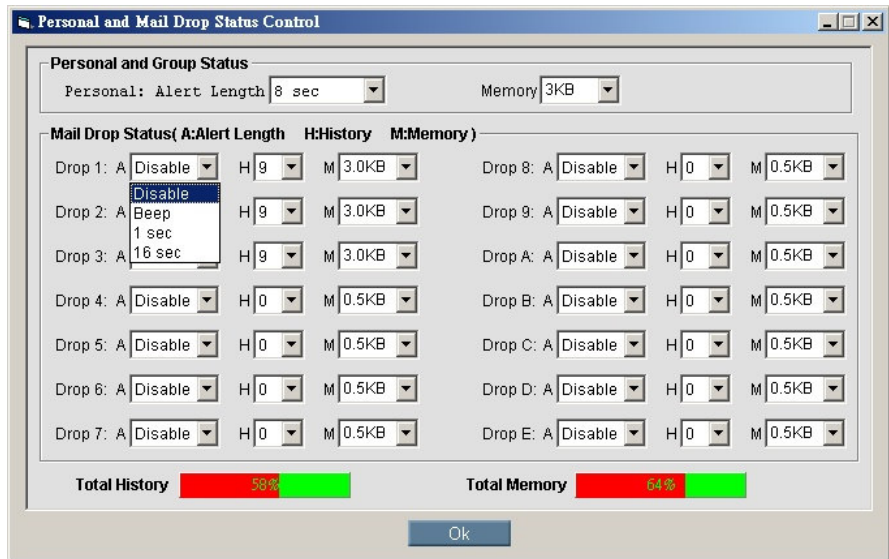 Personal and Mail Drop Status Control
Personal and Group Status
Personal: Alert Length 8 sec Memory 3KB
Mail Drop Status( A:Alert Length H:History M:Memory )
Drop 1: A Disable H 9 M 3.0KB Drop 8: A Disable H 0 M 0.5KB
Disable
Drop 2: A Beep H 9 M 3.0KB Drop 9: A Disable H 0 M 0.5KB
1 sec
Drop 3: A 16 sec H 9 M 3.0KB Drop A: A Disable H 0 M 0.5KB
Drop 4: A Disable H 0 M 0.5KB Drop B: A Disable H 0 M 0.5KB
Drop 5: A Disable H 0 M 0.5KB Drop C: A Disable H 0 M 0.5KB
Drop 6: A Disable H 0 M 0.5KB Drop D: A Disable H 0 M 0.5KB
Drop 7: A Disable H 0 M 0.5KB Drop E: A Disable H 0 M 0.5KB
Total History 58% Total Memory 64%
Ok